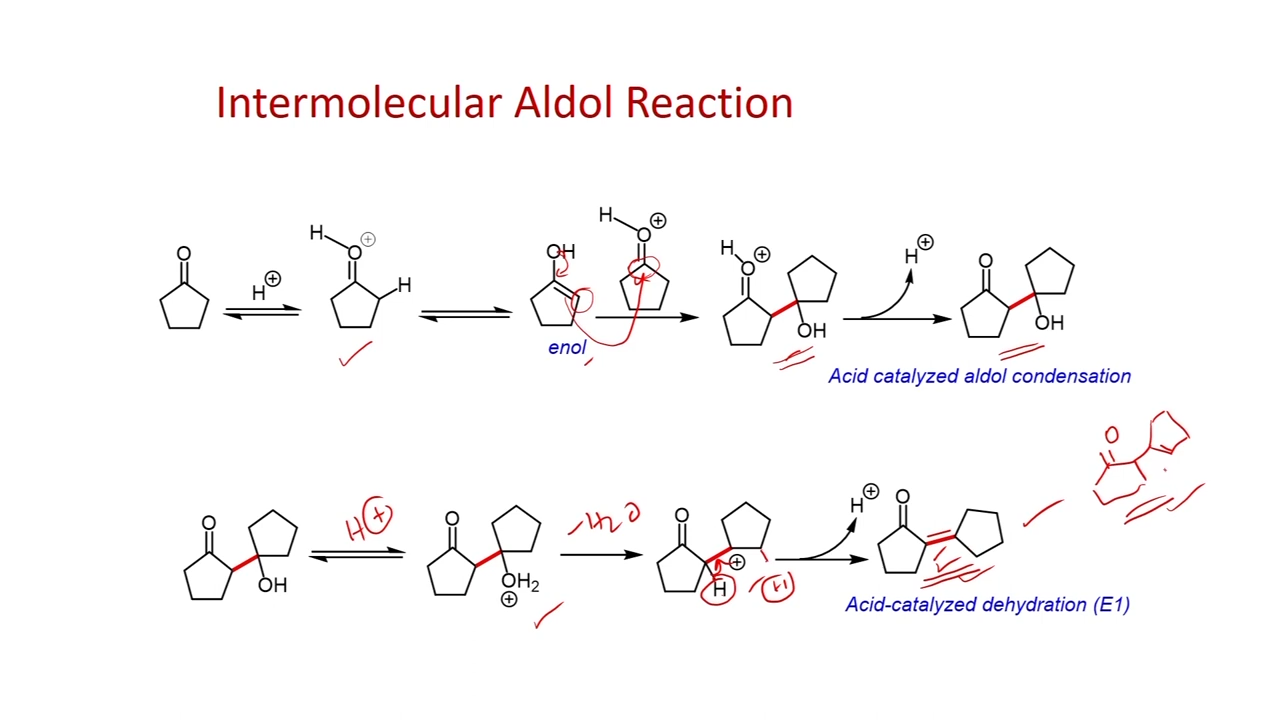 Intermolecular Aldol Reaction
O
H⊕
H
O⊕
H
OH
enol
H
O⊕
H
O⊕
OH
H⊕
O
OH
Acid catalyzed aldol condensation
O
O
OH
H⊕
O
OH2
⊕
-H2O
O
⊕
H
H
H⊕
O
Acid-catalyzed dehydration (E1)